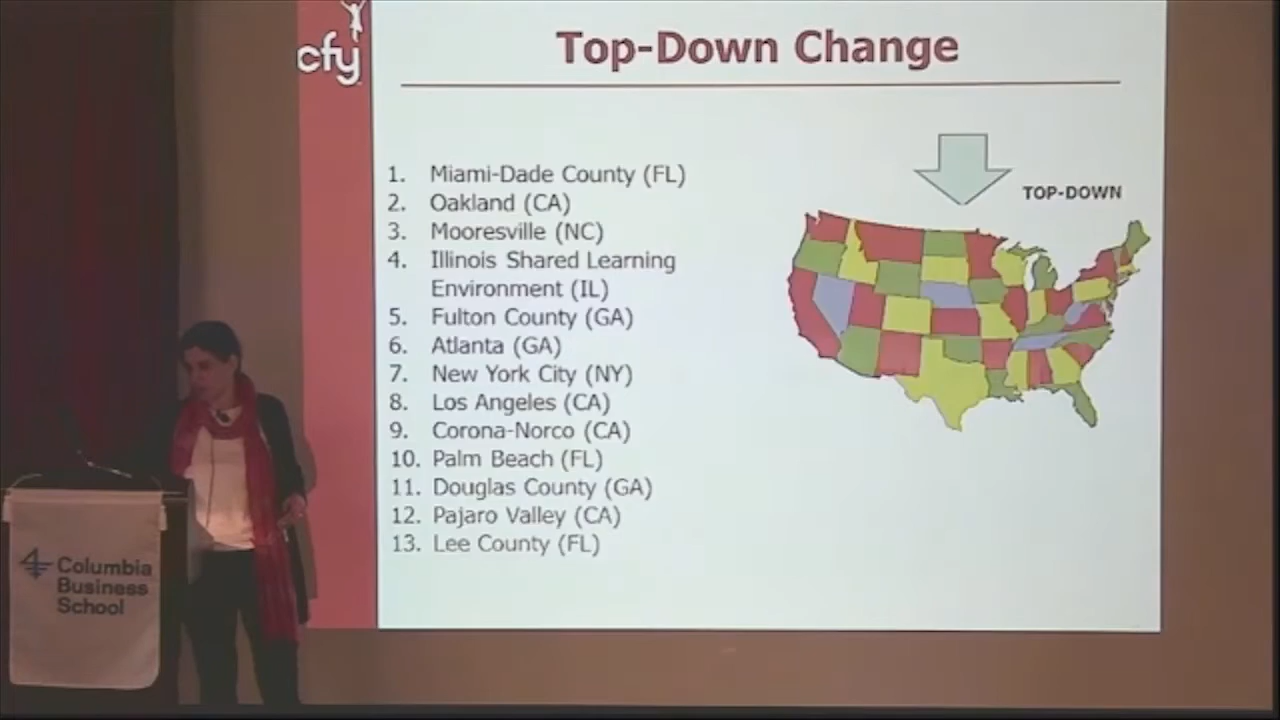 cfy
Top-Down Change
1. Miami-Dade County (FL)
2. Oakland (CA)
3. Mooresville (NC)
4. Illinois Shared Learning
Environment (IL)
5. Fulton County (GA)
6. Atlanta (GA)
7. New York City (NY)
8. Los Angeles (CA)
9. Corona-Norco (CA)
10. Palm Beach (FL)
11. Douglas County (GA)
12. Pajaro Valley (CA)
13. Lee County (FL)
TOP-DOWN
Columbia
Business
School